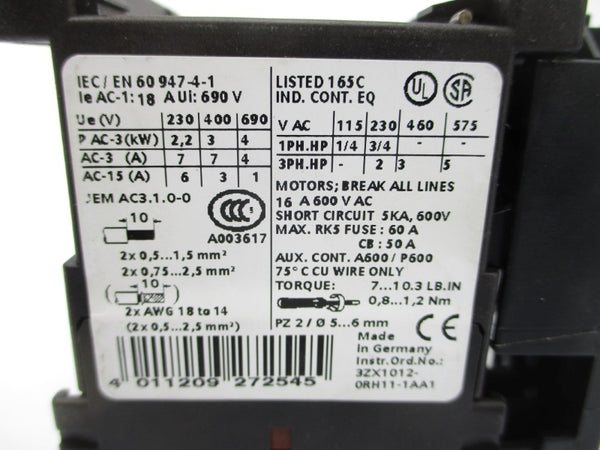 IEC / EN 60 947-4-1
Ie AC-1: 18 A Ui: 690 V
Ue (V) 230 400 690
P AC-3 (kW) 2,2 3 4
AC-3 (A) 7 7 4
AC-15 (A) 6 3 1
JEM AC3.1.0-0
CCC
A003617
10
2x 0,5...1,5 mm²
2x 0,75...2,5 mm²
10
2x AWG 18 to 14
(2x 0,5...2,5 mm²)
LISTED 165C
IND. CONT. EQ
UL
SA
V AC 115 230 460 575
1PH.HP 1/4 3/4 - -
3PH.HP - 2 3 5
MOTORS; BREAK ALL LINES
16 A 600 V AC
SHORT CIRCUIT 5KA, 600V
MAX. RK5 FUSE : 60 A
CB : 50 A
AUX. CONT. A600 / P600
75°C CU WIRE ONLY
TORQUE: 7...10.3 LB.IN
0,8...1,2 Nm
PZ 2 / Ø 5...6 mm
CE
Made in Germany
Instr.Ord.No.:
3ZX1012-
0RH11-1AA1
4 011209 272545